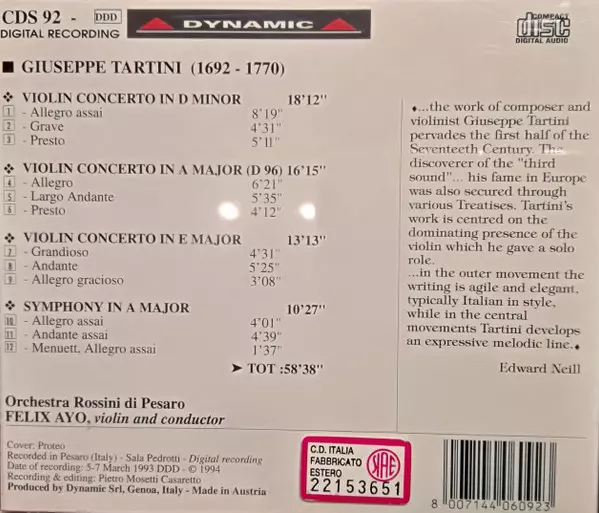 CDS 92 - DDD
DIGITAL RECORDING
DYNAMIC
COMPACT
disc
DIGITAL AUDIO
■ GIUSEPPE TARTINI (1692 - 1770)
❖ VIOLIN CONCERTO IN D MINOR 18'12"
1 - Allegro assai 8'19"
2 - Grave 4'31"
3 - Presto 5'11"
❖ VIOLIN CONCERTO IN A MAJOR (D 96) 16'15"
4 - Allegro 6'21"
5 - Largo Andante 5'35"
6 - Presto 4'12"
❖ VIOLIN CONCERTO IN E MAJOR 13'13"
7 - Grandioso 4'31"
8 - Andante 5'25"
9 - Allegro gracioso 3'08"
❖ SYMPHONY IN A MAJOR 10'27"
10 - Allegro assai 4'01"
11 - Andante assai 4'39"
12 - Menuett, Allegro assai 1'37"
➤ TOT :58'38"
♦...the work of composer and
violinist Giuseppe Tartini
pervades the first half of the
Seventeeth Century. The
discoverer of the "third
sound"... his fame in Europe
was also secured through
various Treatises. Tartini's
work is centred on the
dominating presence of the
violin which he gave a solo
role.
...in the outer movement the
writing is agile and elegant,
typically Italian in style,
while in the central
movements Tartini develops
an expressive melodic line.♦
Edward Neill
Orchestra Rossini di Pesaro
FELIX AYO, violin and conductor
Cover: Proteo
Recorded in Pesaro (Italy) - Sala Pedrotti - Digital recording
Date of recording: 5-7 March 1993 DDD - © 1994
Recording & editing: Pietro Mosetti Casaretto
Produced by Dynamic Srl, Genoa, Italy - Made in Austria
C.D. ITALIA
FABBRICATO
ESTERO
SIAE
22153651
8 007144 060923